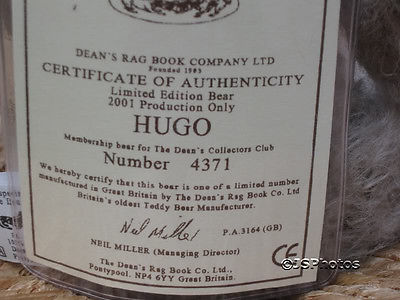 DEAN'S RAG BOOK COMPANY LTD
Founded 1903
CERTIFICATE OF AUTHENTICITY
Limited Edition Bear
2001 Production Only
HUGO
Membership bear for The Dean's Collectors Club
Number 4371
We hereby certify that this bear is one of a limited number
manufactured in Great Britain by The Dean's Rag Book Co. Ltd
Britain's oldest Teddy Bear Manufacturer.
Neil Miller
P.A.3164 (GB)
NEIL MILLER (Managing Director)
CE
The Dean's Rag Book Co. Ltd.,
Pontypool. NP4 6YY Great Britain.
©JSPhotos